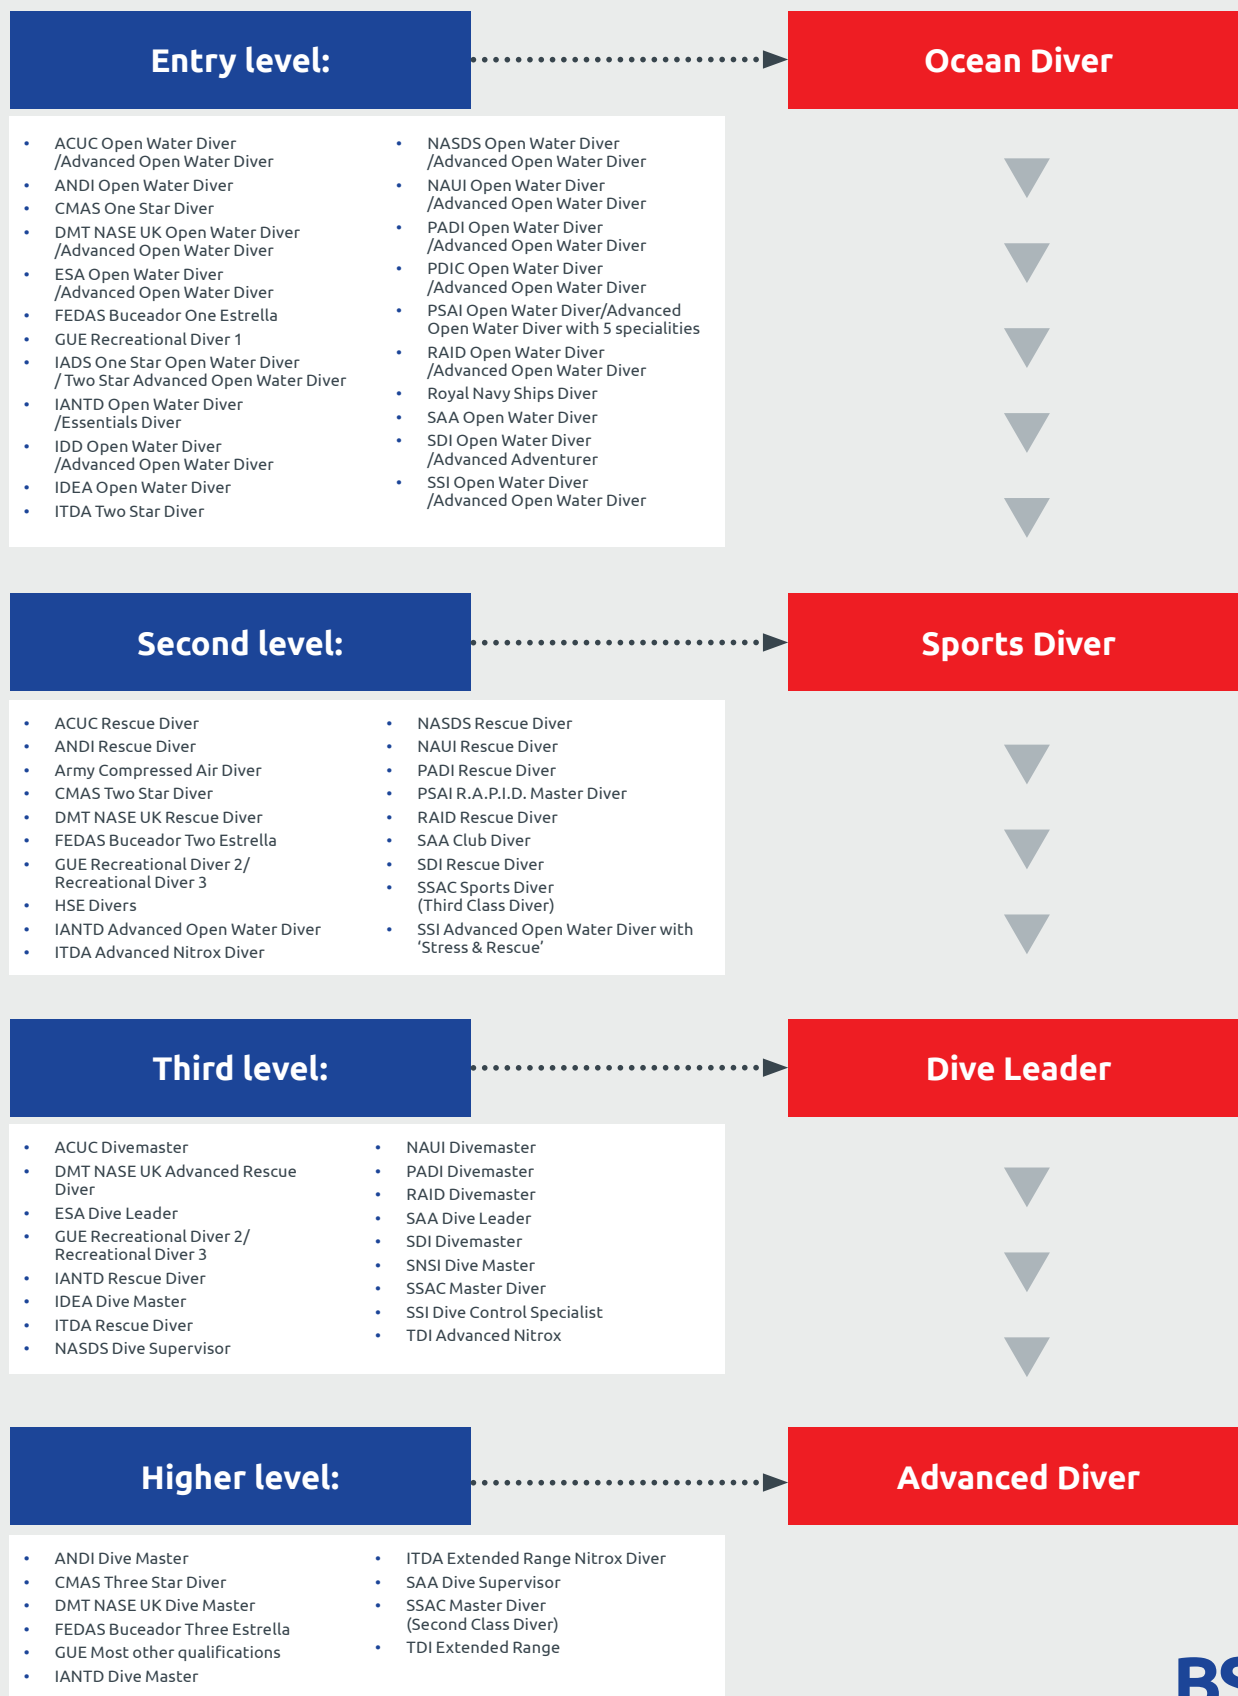 Entry level:
Ocean Diver
• ACUC Open Water Diver
/Advanced Open Water Diver
• ANDI Open Water Diver
• CMAS One Star Diver
• DMT NASE UK Open Water Diver
/Advanced Open Water Diver
• ESA Open Water Diver
/Advanced Open Water Diver
• FEDAS Buceador One Estrella
• GUE Recreational Diver 1
• IADS One Star Open Water Diver
/ Two Star Advanced Open Water Diver
• IANTD Open Water Diver
/Essentials Diver
• IDD Open Water Diver
/Advanced Open Water Diver
• IDEA Open Water Diver
• ITDA Two Star Diver
• NASDS Open Water Diver
/Advanced Open Water Diver
• NAUI Open Water Diver
/Advanced Open Water Diver
• PADI Open Water Diver
/Advanced Open Water Diver
• PDIC Open Water Diver
/Advanced Open Water Diver
• PSAI Open Water Diver/Advanced
Open Water Diver with 5 specialities
• RAID Open Water Diver
/Advanced Open Water Diver
• Royal Navy Ships Diver
• SAA Open Water Diver
• SDI Open Water Diver
/Advanced Adventurer
• SSI Open Water Diver
/Advanced Open Water Diver
Second level:
Sports Diver
• ACUC Rescue Diver
• ANDI Rescue Diver
• Army Compressed Air Diver
• CMAS Two Star Diver
• DMT NASE UK Rescue Diver
• FEDAS Buceador Two Estrella
• GUE Recreational Diver 2/
Recreational Diver 3
• HSE Divers
• IANTD Advanced Open Water Diver
• ITDA Advanced Nitrox Diver
• NASDS Rescue Diver
• NAUI Rescue Diver
• PADI Rescue Diver
• PSAI R.A.P.I.D. Master Diver
• RAID Rescue Diver
• SAA Club Diver
• SDI Rescue Diver
• SSAC Sports Diver
(Third Class Diver)
• SSI Advanced Open Water Diver with
‘Stress & Rescue’
Third level:
Dive Leader
• ACUC Divemaster
• DMT NASE UK Advanced Rescue
Diver
• ESA Dive Leader
• GUE Recreational Diver 2/
Recreational Diver 3
• IANTD Rescue Diver
• IDEA Dive Master
• ITDA Rescue Diver
• NASDS Dive Supervisor
• NAUI Divemaster
• PADI Divemaster
• RAID Divemaster
• SAA Dive Leader
• SDI Divemaster
• SNSI Dive Master
• SSAC Master Diver
• SSI Dive Control Specialist
• TDI Advanced Nitrox
Higher level:
Advanced Diver
• ANDI Dive Master
• CMAS Three Star Diver
• DMT NASE UK Dive Master
• FEDAS Buceador Three Estrella
• GUE Most other qualifications
• IANTD Dive Master
• ITDA Extended Range Nitrox Diver
• SAA Dive Supervisor
• SSAC Master Diver
(Second Class Diver)
• TDI Extended Range
BS